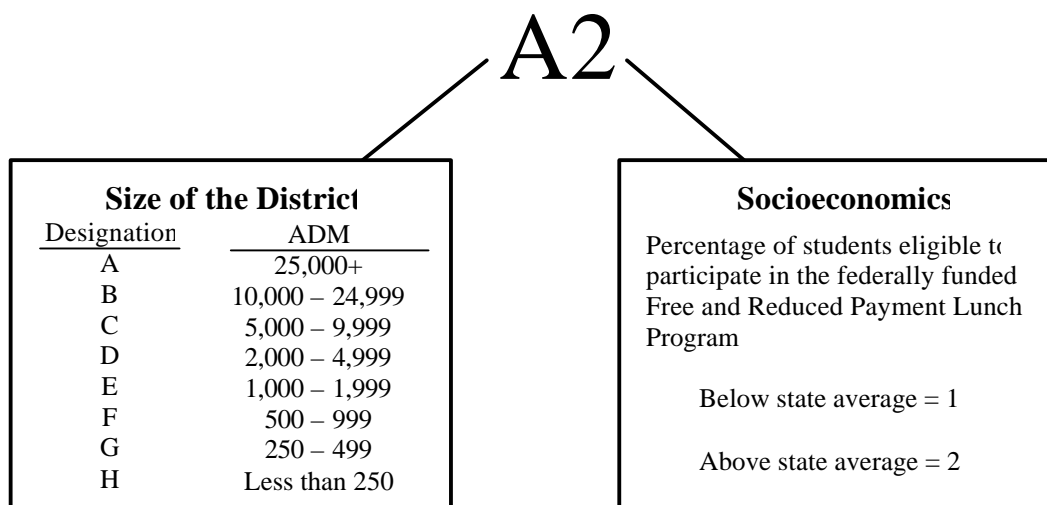 A2
Size of the District
Designation ADM
A 25,000+
B 10,000 – 24,999
C 5,000 – 9,999
D 2,000 – 4,999
E 1,000 – 1,999
F 500 – 999
G 250 – 499
H Less than 250
Socioeconomics
Percentage of students eligible to
participate in the federally funded
Free and Reduced Payment Lunch
Program
Below state average = 1
Above state average = 2